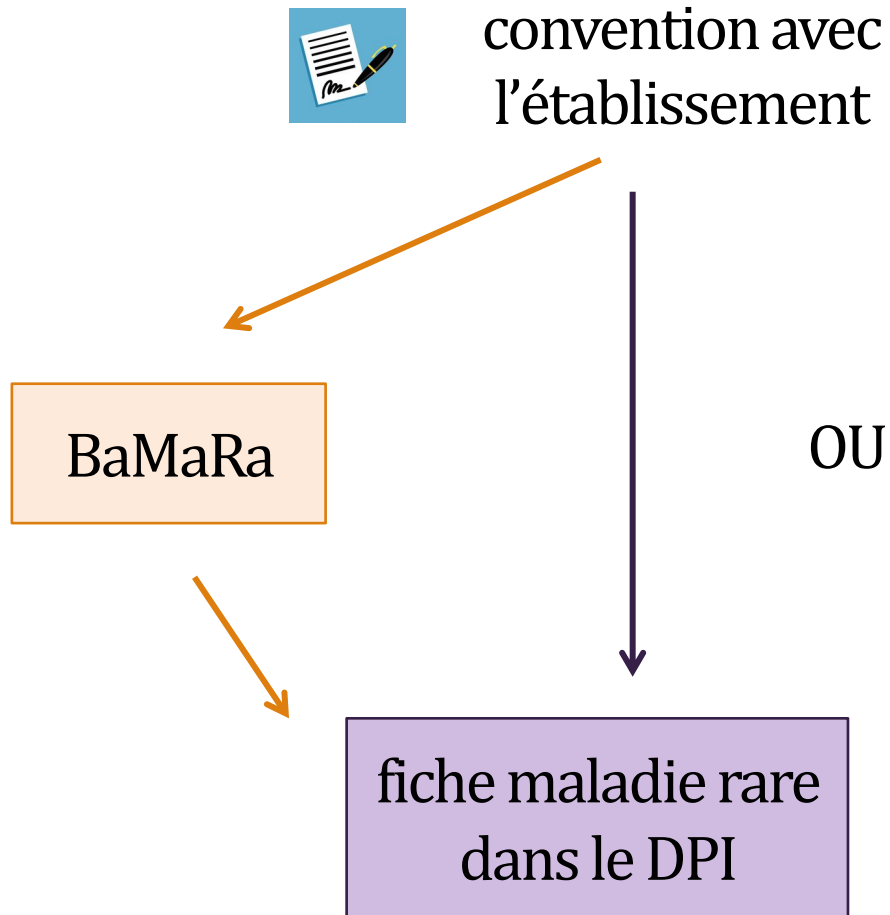 convention avec
l’établissement
BaMaRa
OU
fiche maladie rare
dans le DPI